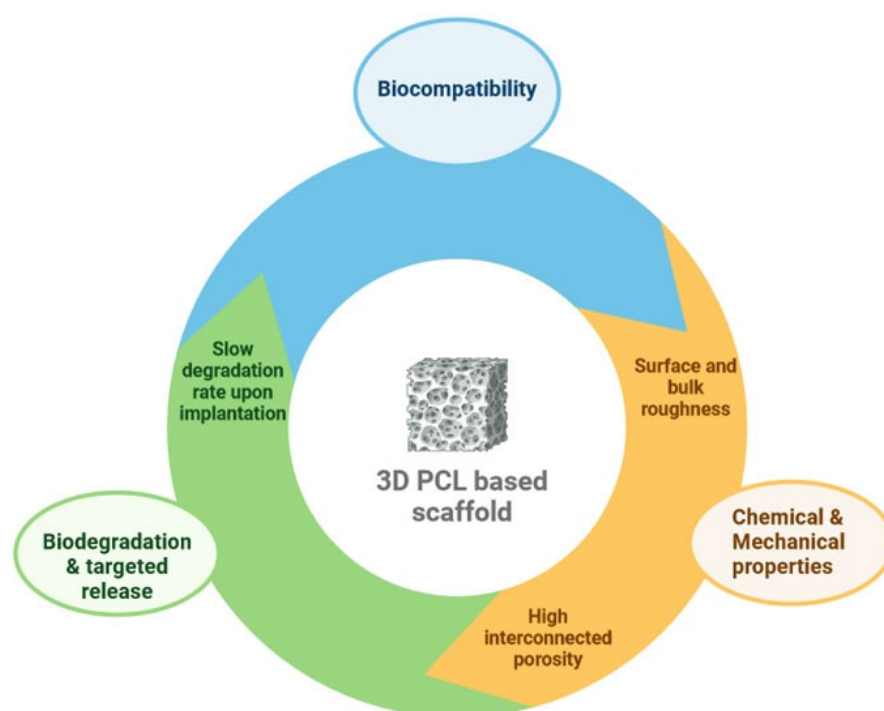 Biocompatibility
Slow
degradation
rate upon
implantation
Surface and
bulk
roughness
3D PCL based
scaffold
Biodegradation
& targeted
release
Chemical &
Mechanical
properties
High
interconnected
porosity